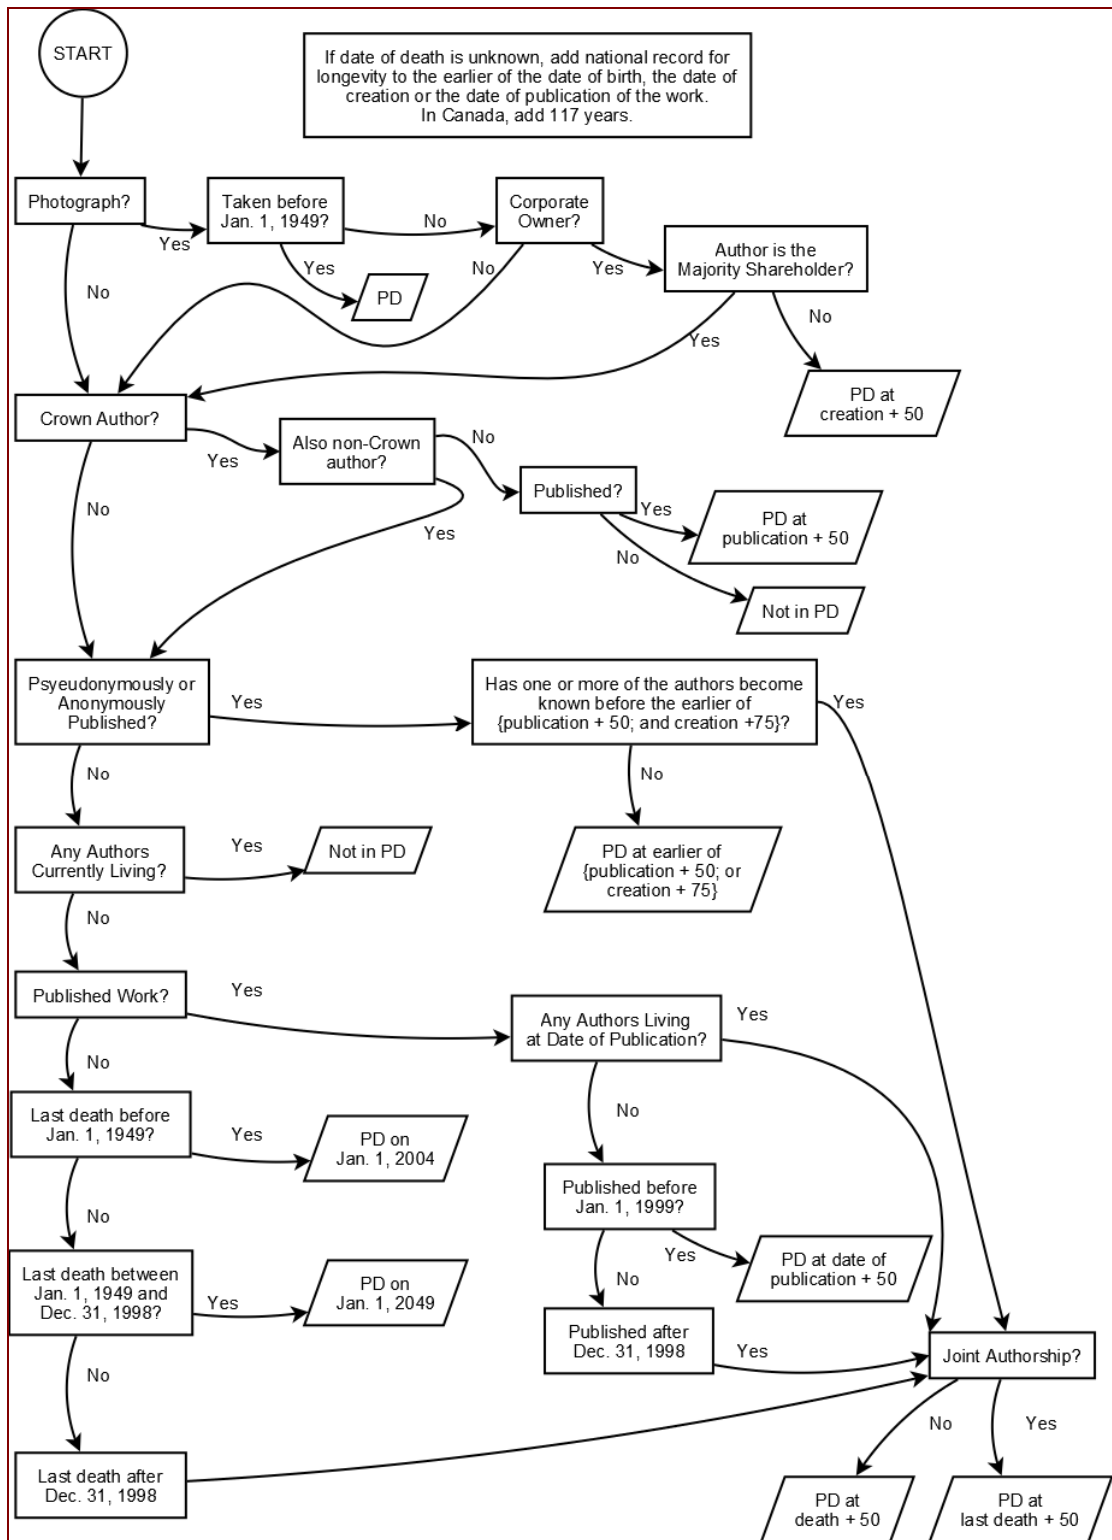 START
If date of death is unknown, add national record for
longevity to the earlier of the date of birth, the date of
creation or the date of publication of the work.
In Canada, add 117 years.
Photograph?
Yes
No
Taken before
Jan. 1, 1949?
No
Yes
PD
Corporate
Owner?
No
Yes
Author is the
Majority Shareholder?
Yes
No
PD at
creation + 50
Crown Author?
Yes
No
Also non-Crown
author?
No
Yes
Published?
Yes
No
PD at
publication + 50
Not in PD
Psyeudonymously or
Anonymously
Published?
Yes
No
Has one or more of the authors become
known before the earlier of
{publication + 50; and creation +75}?
Yes
No
PD at earlier of
{publication + 50; or
creation + 75}
Any Authors
Currently Living?
Yes
No
Not in PD
Published Work?
Yes
No
Any Authors Living
at Date of Publication?
Yes
No
Last death before
Jan. 1, 1949?
Yes
No
PD on
Jan. 1, 2004
Published before
Jan. 1, 1999?
Yes
No
PD at date of
publication + 50
Last death between
Jan. 1, 1949 and
Dec. 31, 1998?
Yes
No
PD on
Jan. 1, 2049
Published after
Dec. 31, 1998
Yes
Joint Authorship?
No
Yes
Last death after
Dec. 31, 1998
PD at
death + 50
PD at
last death + 50